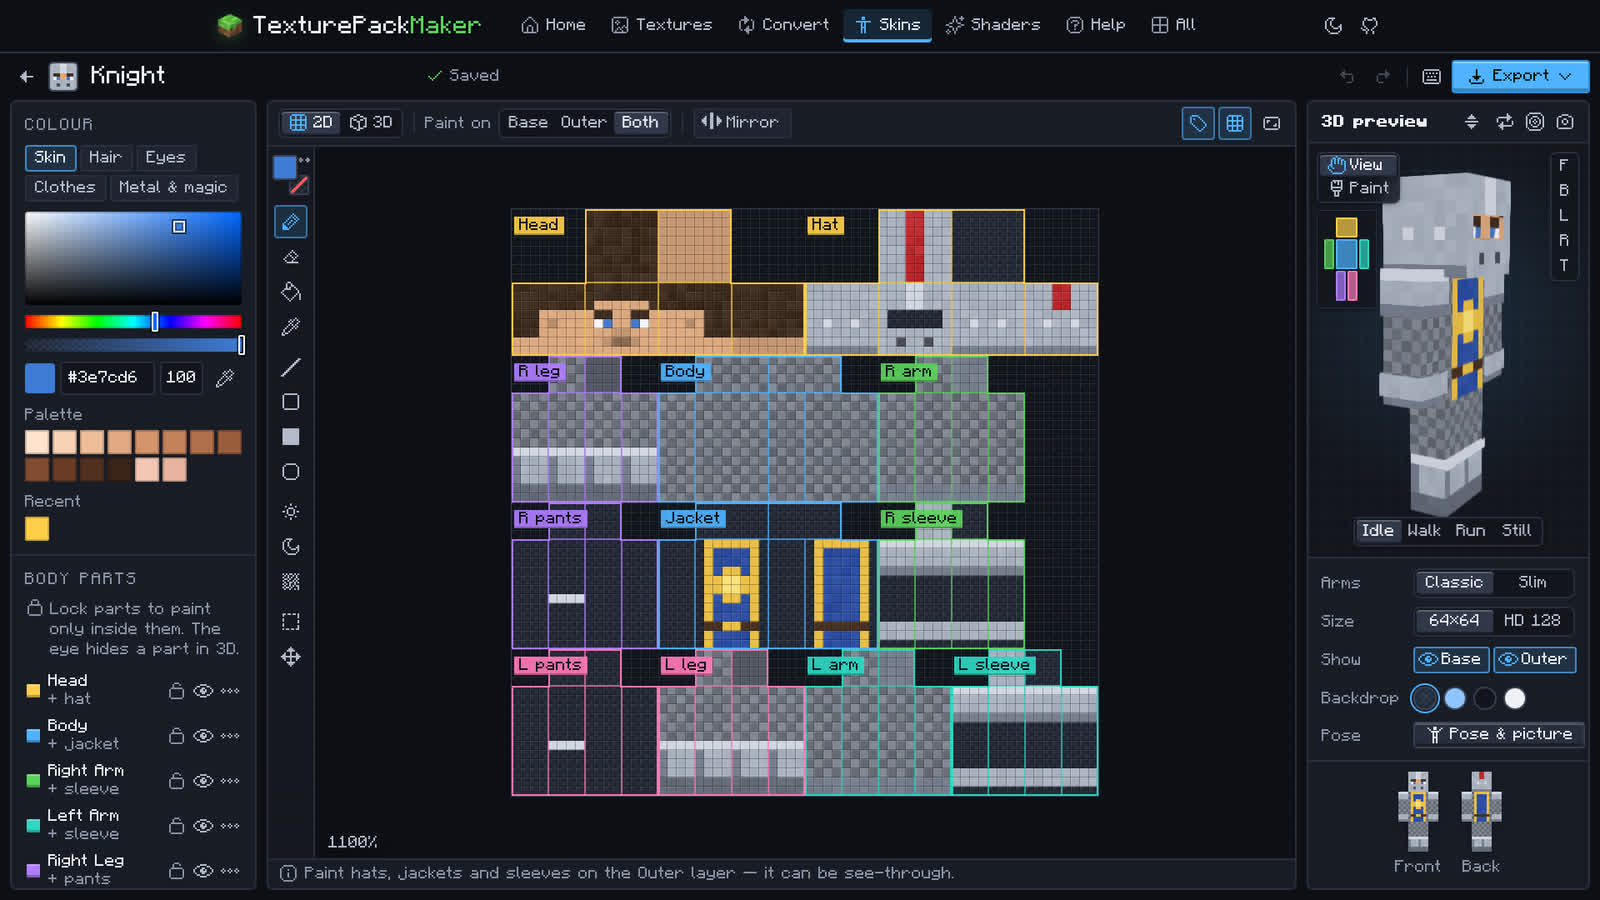 TexturePackMaker
Home
Textures
Convert
Skins
Shaders
Help
All
Knight
Saved
Export
COLOUR
Skin
Hair
Eyes
Clothes
Metal & magic
#3e7cd6
100
Palette
Recent
BODY PARTS
Lock parts to paint
only inside them. The
eye hides a part in 3D.
Head
+ hat
Body
+ jacket
Right Arm
+ sleeve
Left Arm
+ sleeve
Right Leg
+ pants
2D
3D
Paint on
Base
Outer
Both
Mirror
Head
Hat
R leg
Body
R arm
R pants
Jacket
R sleeve
L pants
L leg
L arm
L sleeve
1100%
Paint hats, jackets and sleeves on the Outer layer — it can be see-through.
3D preview
View
Paint
F
B
L
R
T
Idle
Walk
Run
Still
Arms
Classic
Slim
Size
64×64
HD 128
Show
Base
Outer
Backdrop
Pose
Pose & picture
Front
Back